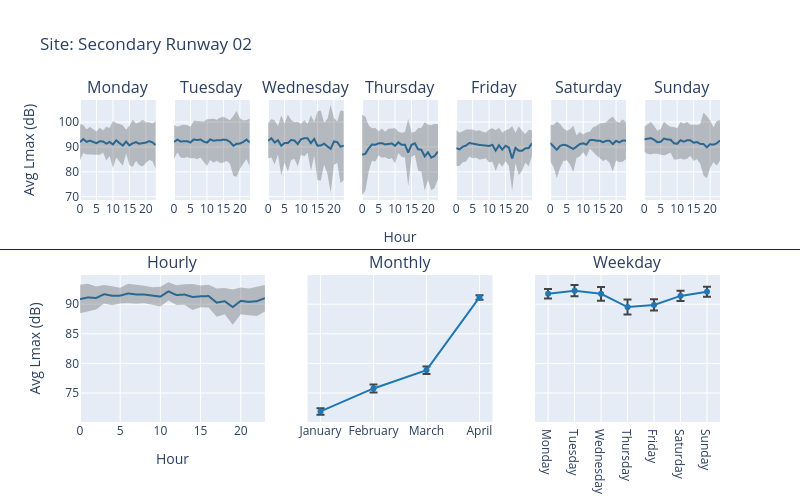 Site: Secondary Runway 02
Monday Tuesday Wednesday Thursday Friday Saturday Sunday
Avg Lmax (dB)
100
90
80
70
0 5 10 15 20 0 5 10 15 20 0 5 10 15 20 0 5 10 15 20 0 5 10 15 20 0 5 10 15 20 0 5 10 15 20
Hour
Hourly Monthly Weekday
Avg Lmax (dB)
90
85
80
75
0 5 10 15 20
Hour
January February March April
Monday
Tuesday
Wednesday
Thursday
Friday
Saturday
Sunday